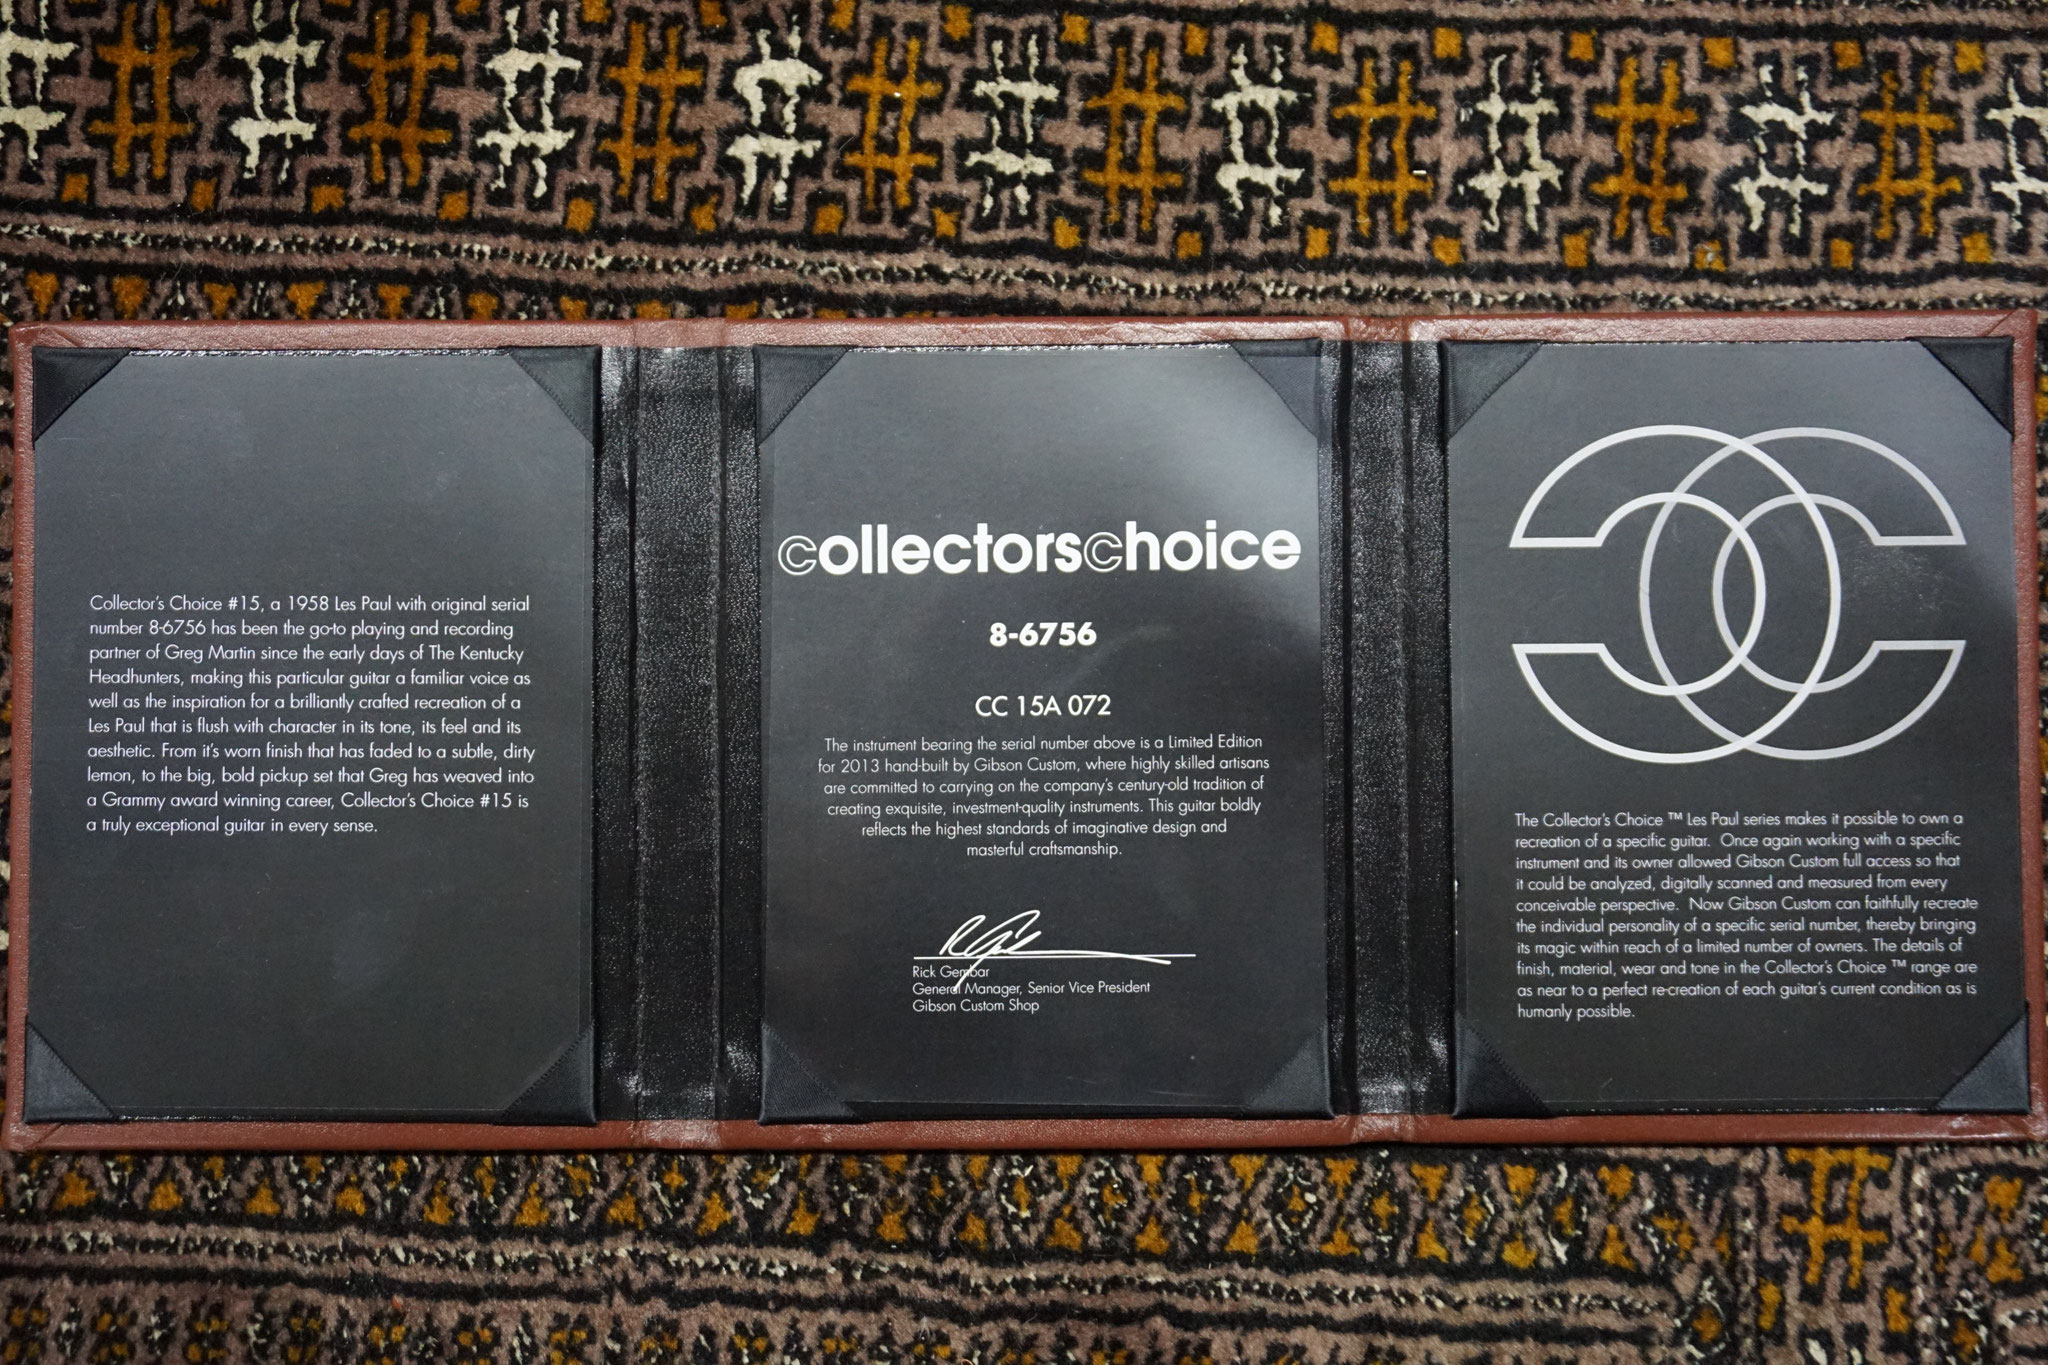 Collector's Choice #15, a 1958 Les Paul with original serial
number 8-6756 has been the go-to playing and recording
partner of Greg Martin since the early days of The Kentucky
Headhunters, making this particular guitar a familiar voice as
well as the inspiration for a brilliantly crafted recreation of a
Les Paul that is flush with character in its tone, its feel and its
aesthetic. From it's worn finish that has faded to a subtle, dirty
lemon, to the big, bold pickup set that Greg has weaved into
a Grammy award winning career, Collector's Choice #15 is
a truly exceptional guitar in every sense.
collectorschoice
8-6756
CC 15A 072
The instrument bearing the serial number above is a Limited Edition
for 2013 hand-built by Gibson Custom, where highly skilled artisans
are committed to carrying on the company's century-old tradition of
creating exquisite, investment-quality instruments. This guitar boldly
reflects the highest standards of imaginative design and
masterful craftsmanship.
Rick Gembar
General Manager, Senior Vice President
Gibson Custom Shop
The Collector's Choice ™ Les Paul series makes it possible to own a
recreation of a specific guitar. Once again working with a specific
instrument and its owner allowed Gibson Custom full access so that
it could be analyzed, digitally scanned and measured from every
conceivable perspective. Now Gibson Custom can faithfully recreate
the individual personality of a specific serial number, thereby bringing
its magic within reach of a limited number of owners. The details of
finish, material, wear and tone in the Collector's Choice ™ range are
as near to a perfect re-creation of each guitar's current condition as is
humanly possible.